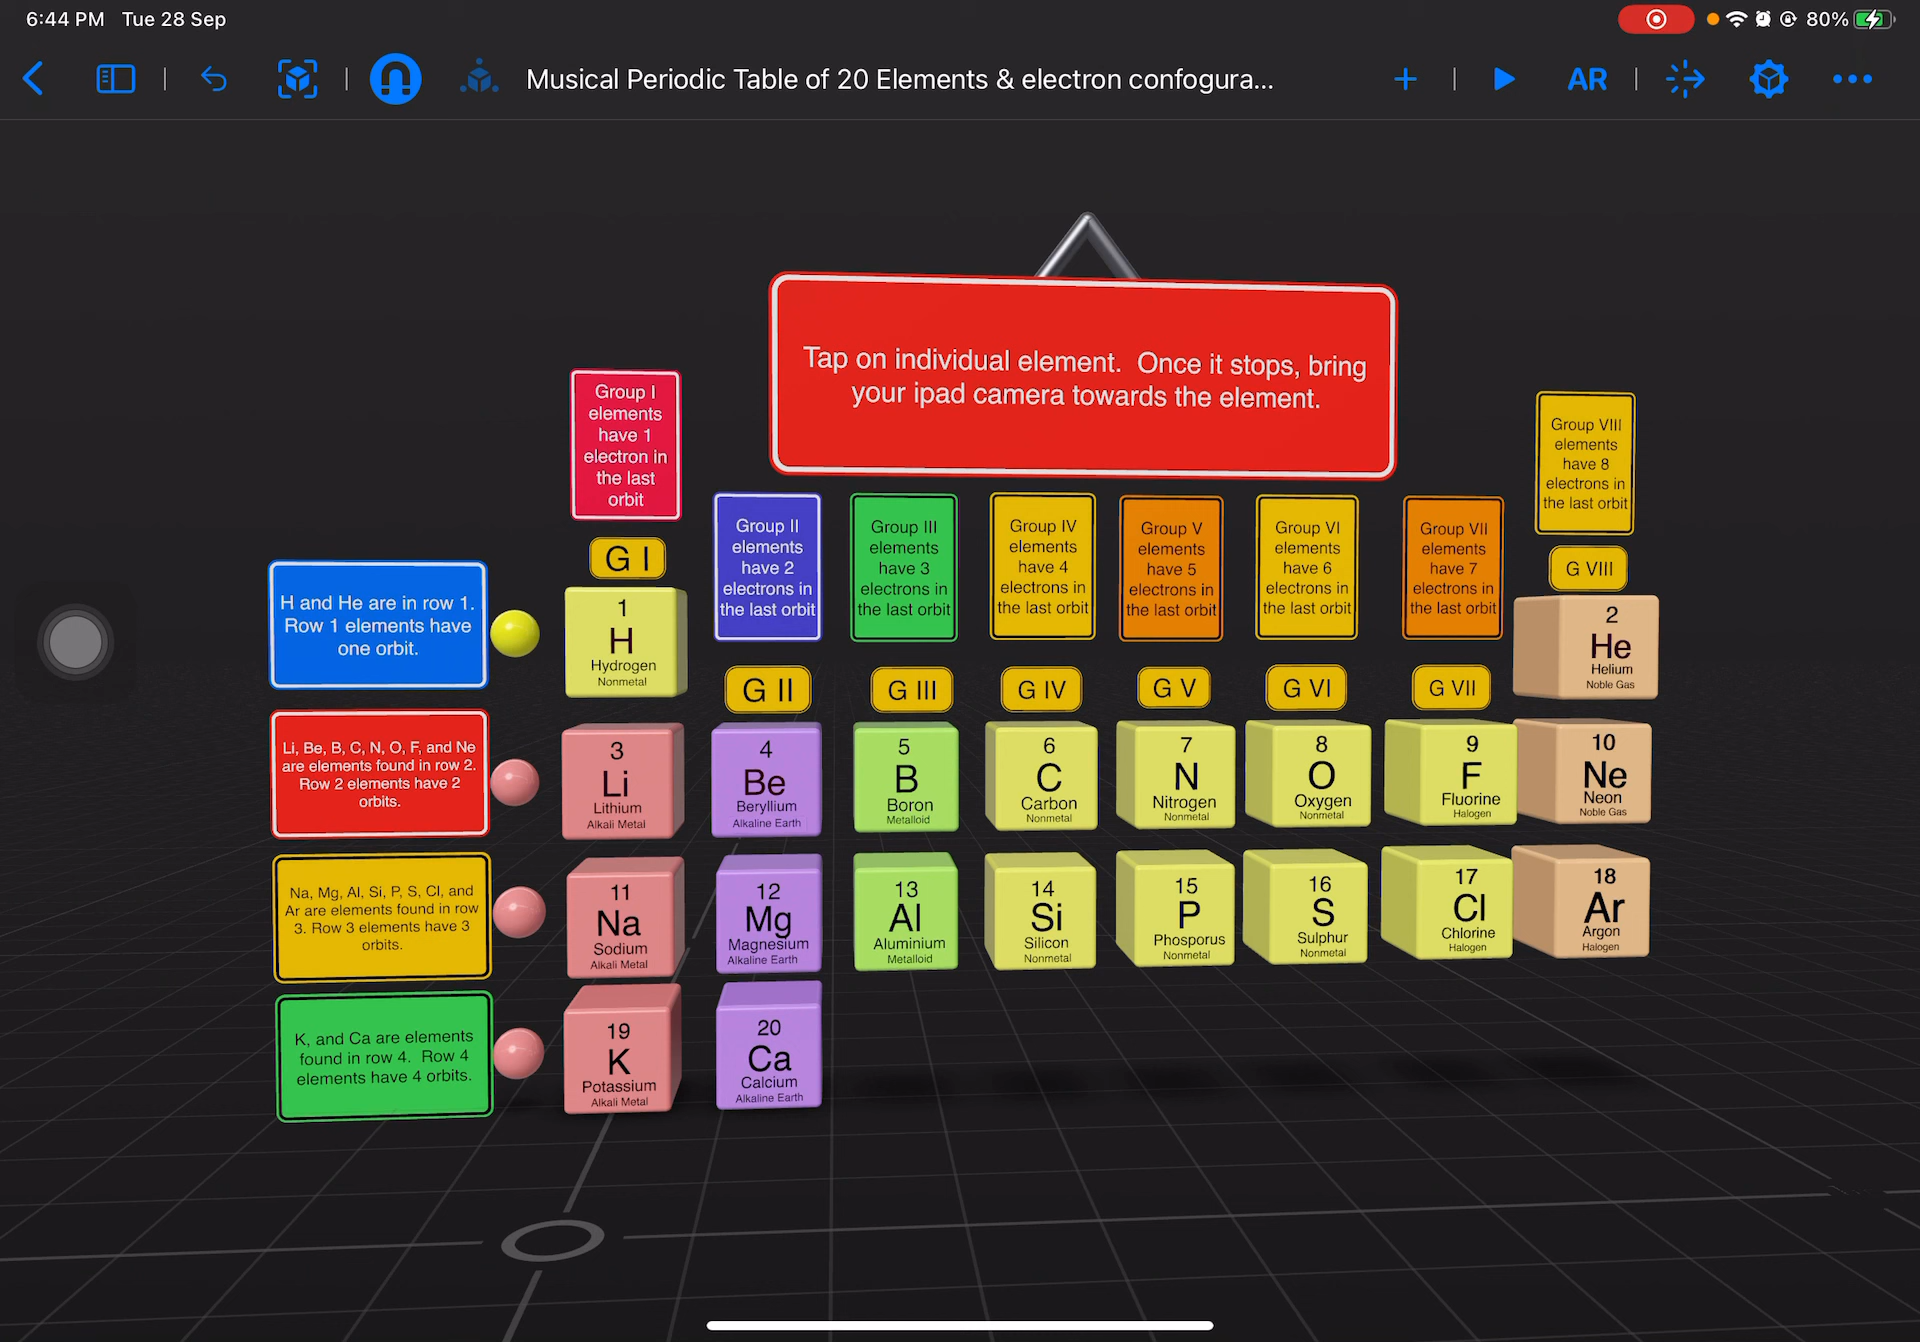 6:44 PM Tue 28 Sep
80%
Musical Periodic Table of 20 Elements & electron confogura...
AR
Tap on individual element. Once it stops, bring
your ipad camera towards the element.
Group I
elements
have 1
electron in
the last
orbit
Group VIII
elements
have 8
electrons in
the last orbit
Group II
elements
have 2
electrons in
the last orbit
Group III
elements
have 3
electrons in
the last orbit
Group IV
elements
have 4
electrons in
the last orbit
Group V
elements
have 5
electrons in
the last orbit
Group VI
elements
have 6
electrons in
the last orbit
Group VII
elements
have 7
electrons in
the last orbit
G I
G VIII
H and He are in row 1.
Row 1 elements have
one orbit.
1
H
Hydrogen
Nonmetal
2
He
Helium
Noble Gas
G II
G III
G IV
G V
G VI
G VII
Li, Be, B, C, N, O, F, and Ne
are elements found in row 2.
Row 2 elements have 2
orbits.
3
Li
Lithium
Alkali Metal
4
Be
Beryllium
Alkaline Earth
5
B
Boron
Metalloid
6
C
Carbon
Nonmetal
7
N
Nitrogen
Nonmetal
8
O
Oxygen
Nonmetal
9
F
Fluorine
Halogen
10
Ne
Neon
Noble Gas
Na, Mg, Al, Si, P, S, Cl, and
Ar are elements found in row
3. Row 3 elements have 3
orbits.
11
Na
Sodium
Alkali Metal
12
Mg
Magnesium
Alkaline Earth
13
Al
Aluminium
Metalloid
14
Si
Silicon
Nonmetal
15
P
Phosporus
Nonmetal
16
S
Sulphur
Nonmetal
17
Cl
Chlorine
Halogen
18
Ar
Argon
Halogen
K, and Ca are elements
found in row 4. Row 4
elements have 4 orbits.
19
K
Potassium
Alkali Metal
20
Ca
Calcium
Alkaline Earth